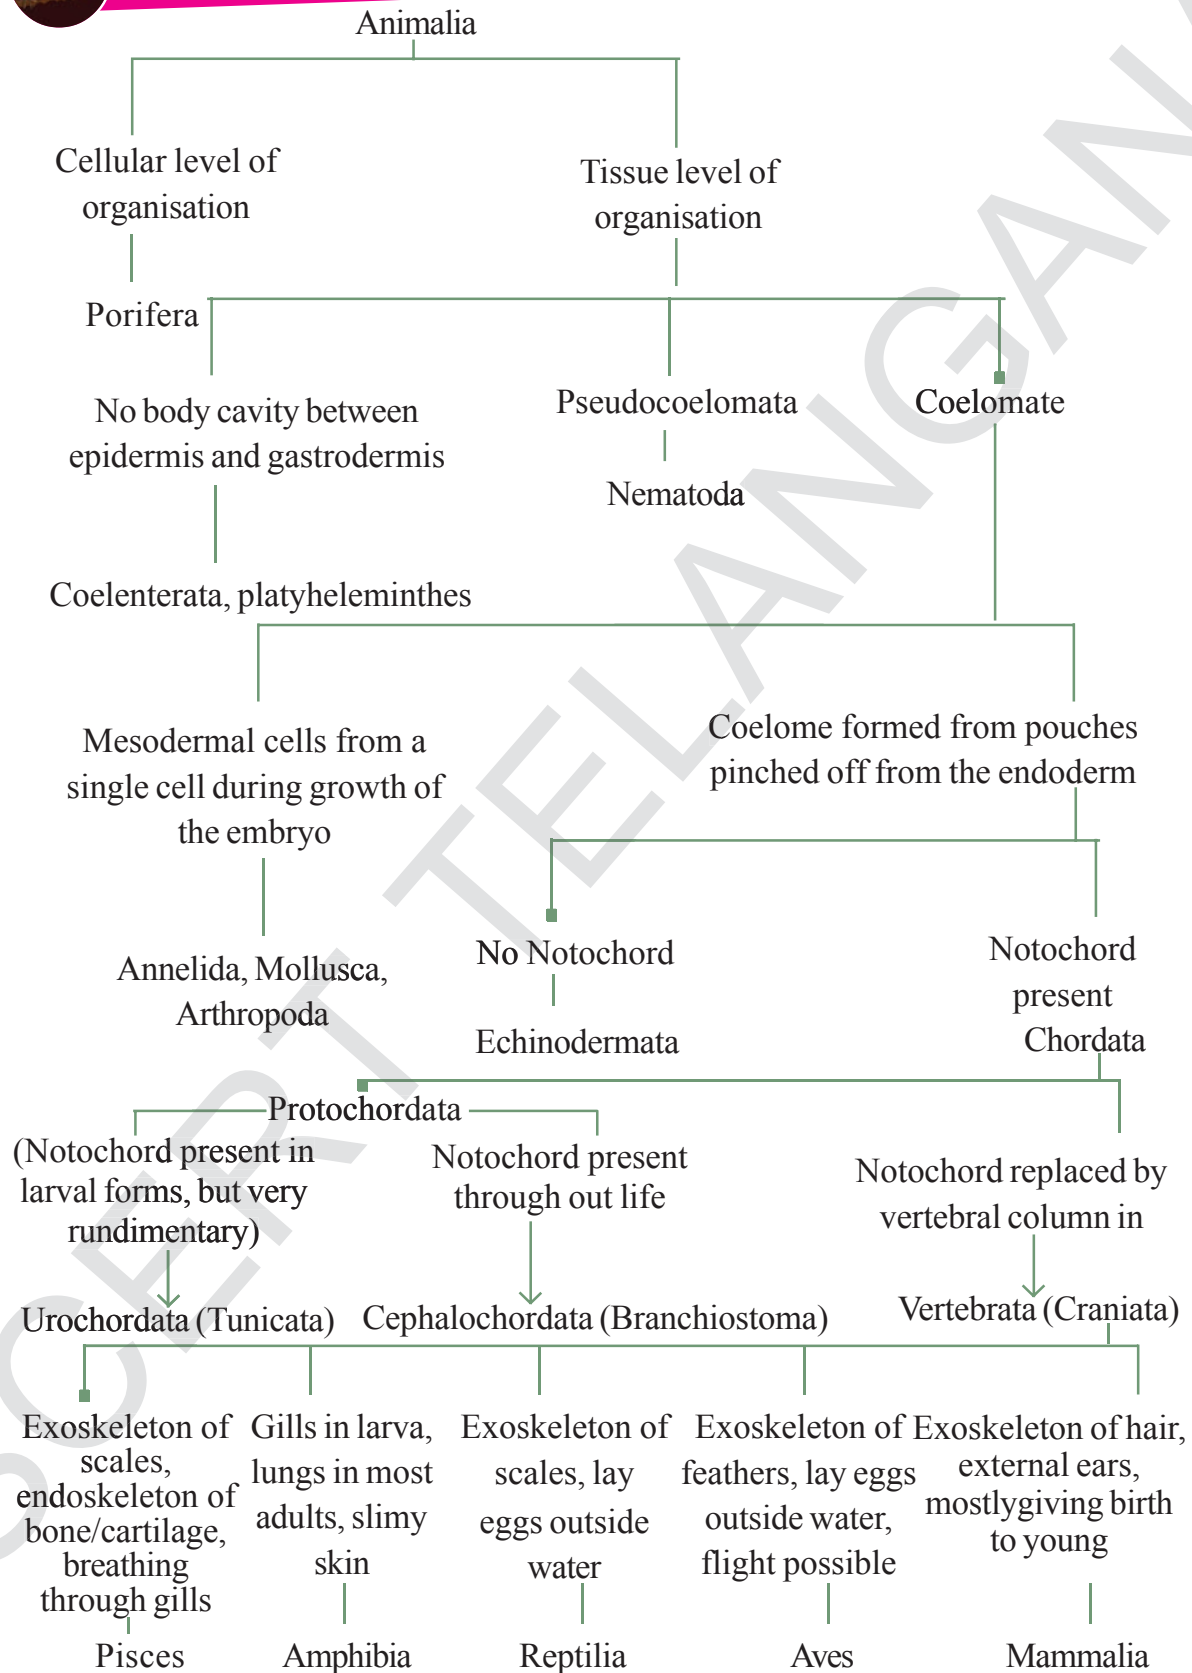 Animalia
Cellular level of
organisation
Tissue level of
organisation
Porifera
No body cavity between
epidermis and gastrodermis
Pseudocoelomata
Coelomate
Nematoda
Coelenterata, platyheleminthes
Mesodermal cells from a
single cell during growth of
the embryo
Coelome formed from pouches
pinched off from the endoderm
Annelida, Mollusca,
Arthropoda
No Notochord
Echinodermata
Notochord
present
Chordata
Protochordata
(Notochord present in
larval forms, but very
rundimentary)
Notochord present
through out life
Notochord replaced by
vertebral column in
Urochordata (Tunicata)
Cephalochordata (Branchiostoma)
Vertebrata (Craniata)
Exoskeleton of
scales,
endoskeleton of
bone/cartilage,
breathing
through gills
Gills in larva,
lungs in most
adults, slimy
skin
Exoskeleton of
scales, lay
eggs outside
water
Exoskeleton of
feathers, lay eggs
outside water,
flight possible
Exoskeleton of hair,
external ears,
mostlygiving birth
to young
Pisces
Amphibia
Reptilia
Aves
Mammalia
SCERT TELANGANA